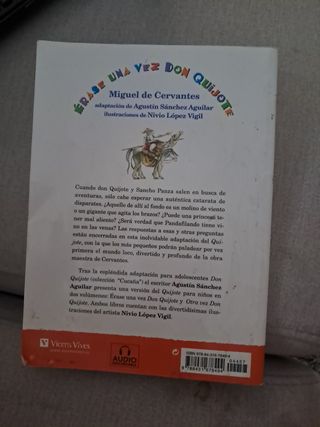 ÉRASE UNA VEZ DON QUIJOTE
Miguel de Cervantes
adaptación de Agustín Sánchez Aguilar
ilustraciones de Nivio López Vigil
Cuando don Quijote y Sancho Panza salen en busca de
aventuras, sólo cabe esperar una auténtica catarata de
disparates. ¿Aquello de allí al fondo es un molino de viento
o un gigante que agita los brazos? ¿Puede una princesa te-
ner mal aliento? ¿Será verdad que Pandafilando tiene vi-
no en las venas? Las respuestas a esas y otras preguntas
están encerradas en esta inolvidable adaptación del Qui-
jote, con la que los más pequeños podrán paladear por vez
primera el mundo loco, divertido y profundo de la obra
maestra de Cervantes.
Tras la espléndida adaptación para adolescentes Don
Quijote (colección "Cucaña") el escritor Agustín Sánchez
Aguilar presenta una versión del Quijote para niños en
dos volúmenes: Érase una vez Don Quijote y Otra vez Don
Quijote. Ambos libros cuentan con las divertidísimas ilus-
traciones del artista Nivio López Vigil.
Vicens Vives
AUDIO